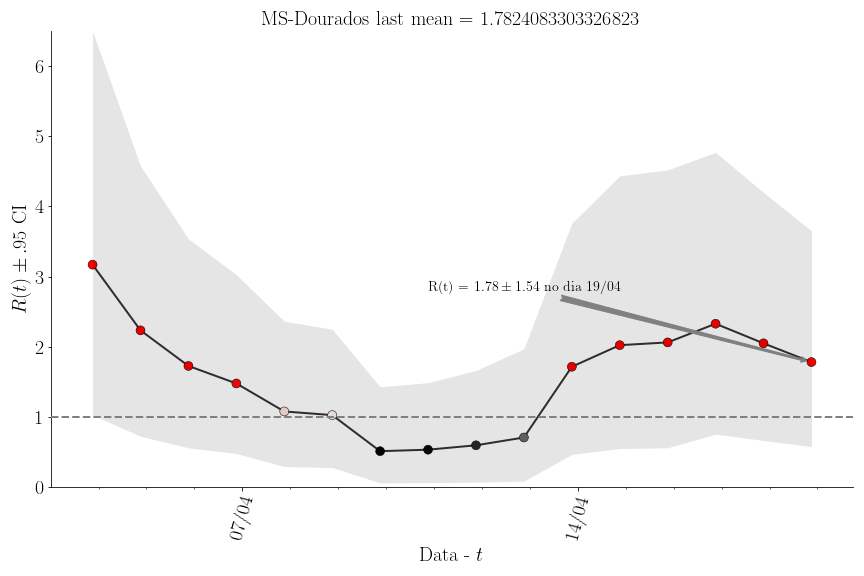 MS-Dourados last mean = 1.7824083303326823
6
5
4
3
2
1
0
R(t) ± .95 CI
R(t) = 1.78 ± 1.54 no dia 19/04
07/04
14/04
Data - t